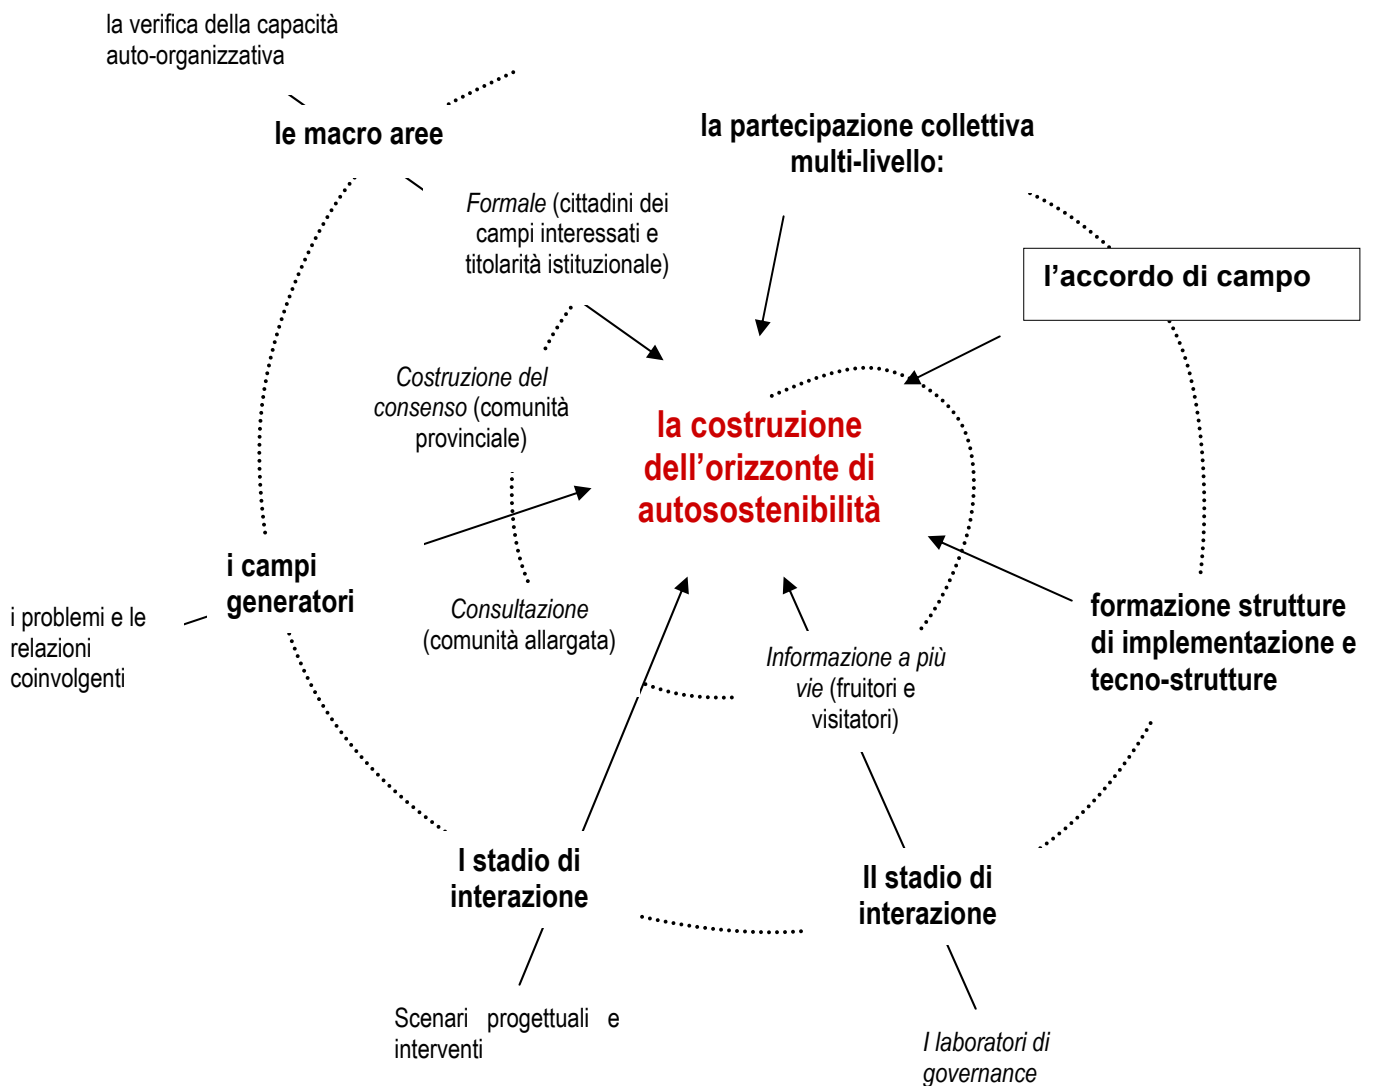 la verifica della capacità
auto-organizzativa
le macro aree
la partecipazione collettiva
multi-livello:
Formale (cittadini dei
campi interessati e
titolarità istituzionale)
l’accordo di campo
Costruzione del
consenso (comunità
provinciale)
la costruzione
dell’orizzonte di
autosostenibilità
i campi
generatori
i problemi e le
relazioni
coinvolgenti
Consultazione
(comunità allargata)
Informazione a più
vie (fruitori e
visitatori)
formazione strutture
di implementazione e
tecno-strutture
I stadio di
interazione
II stadio di
interazione
Scenari progettuali e
interventi
I laboratori di
governance